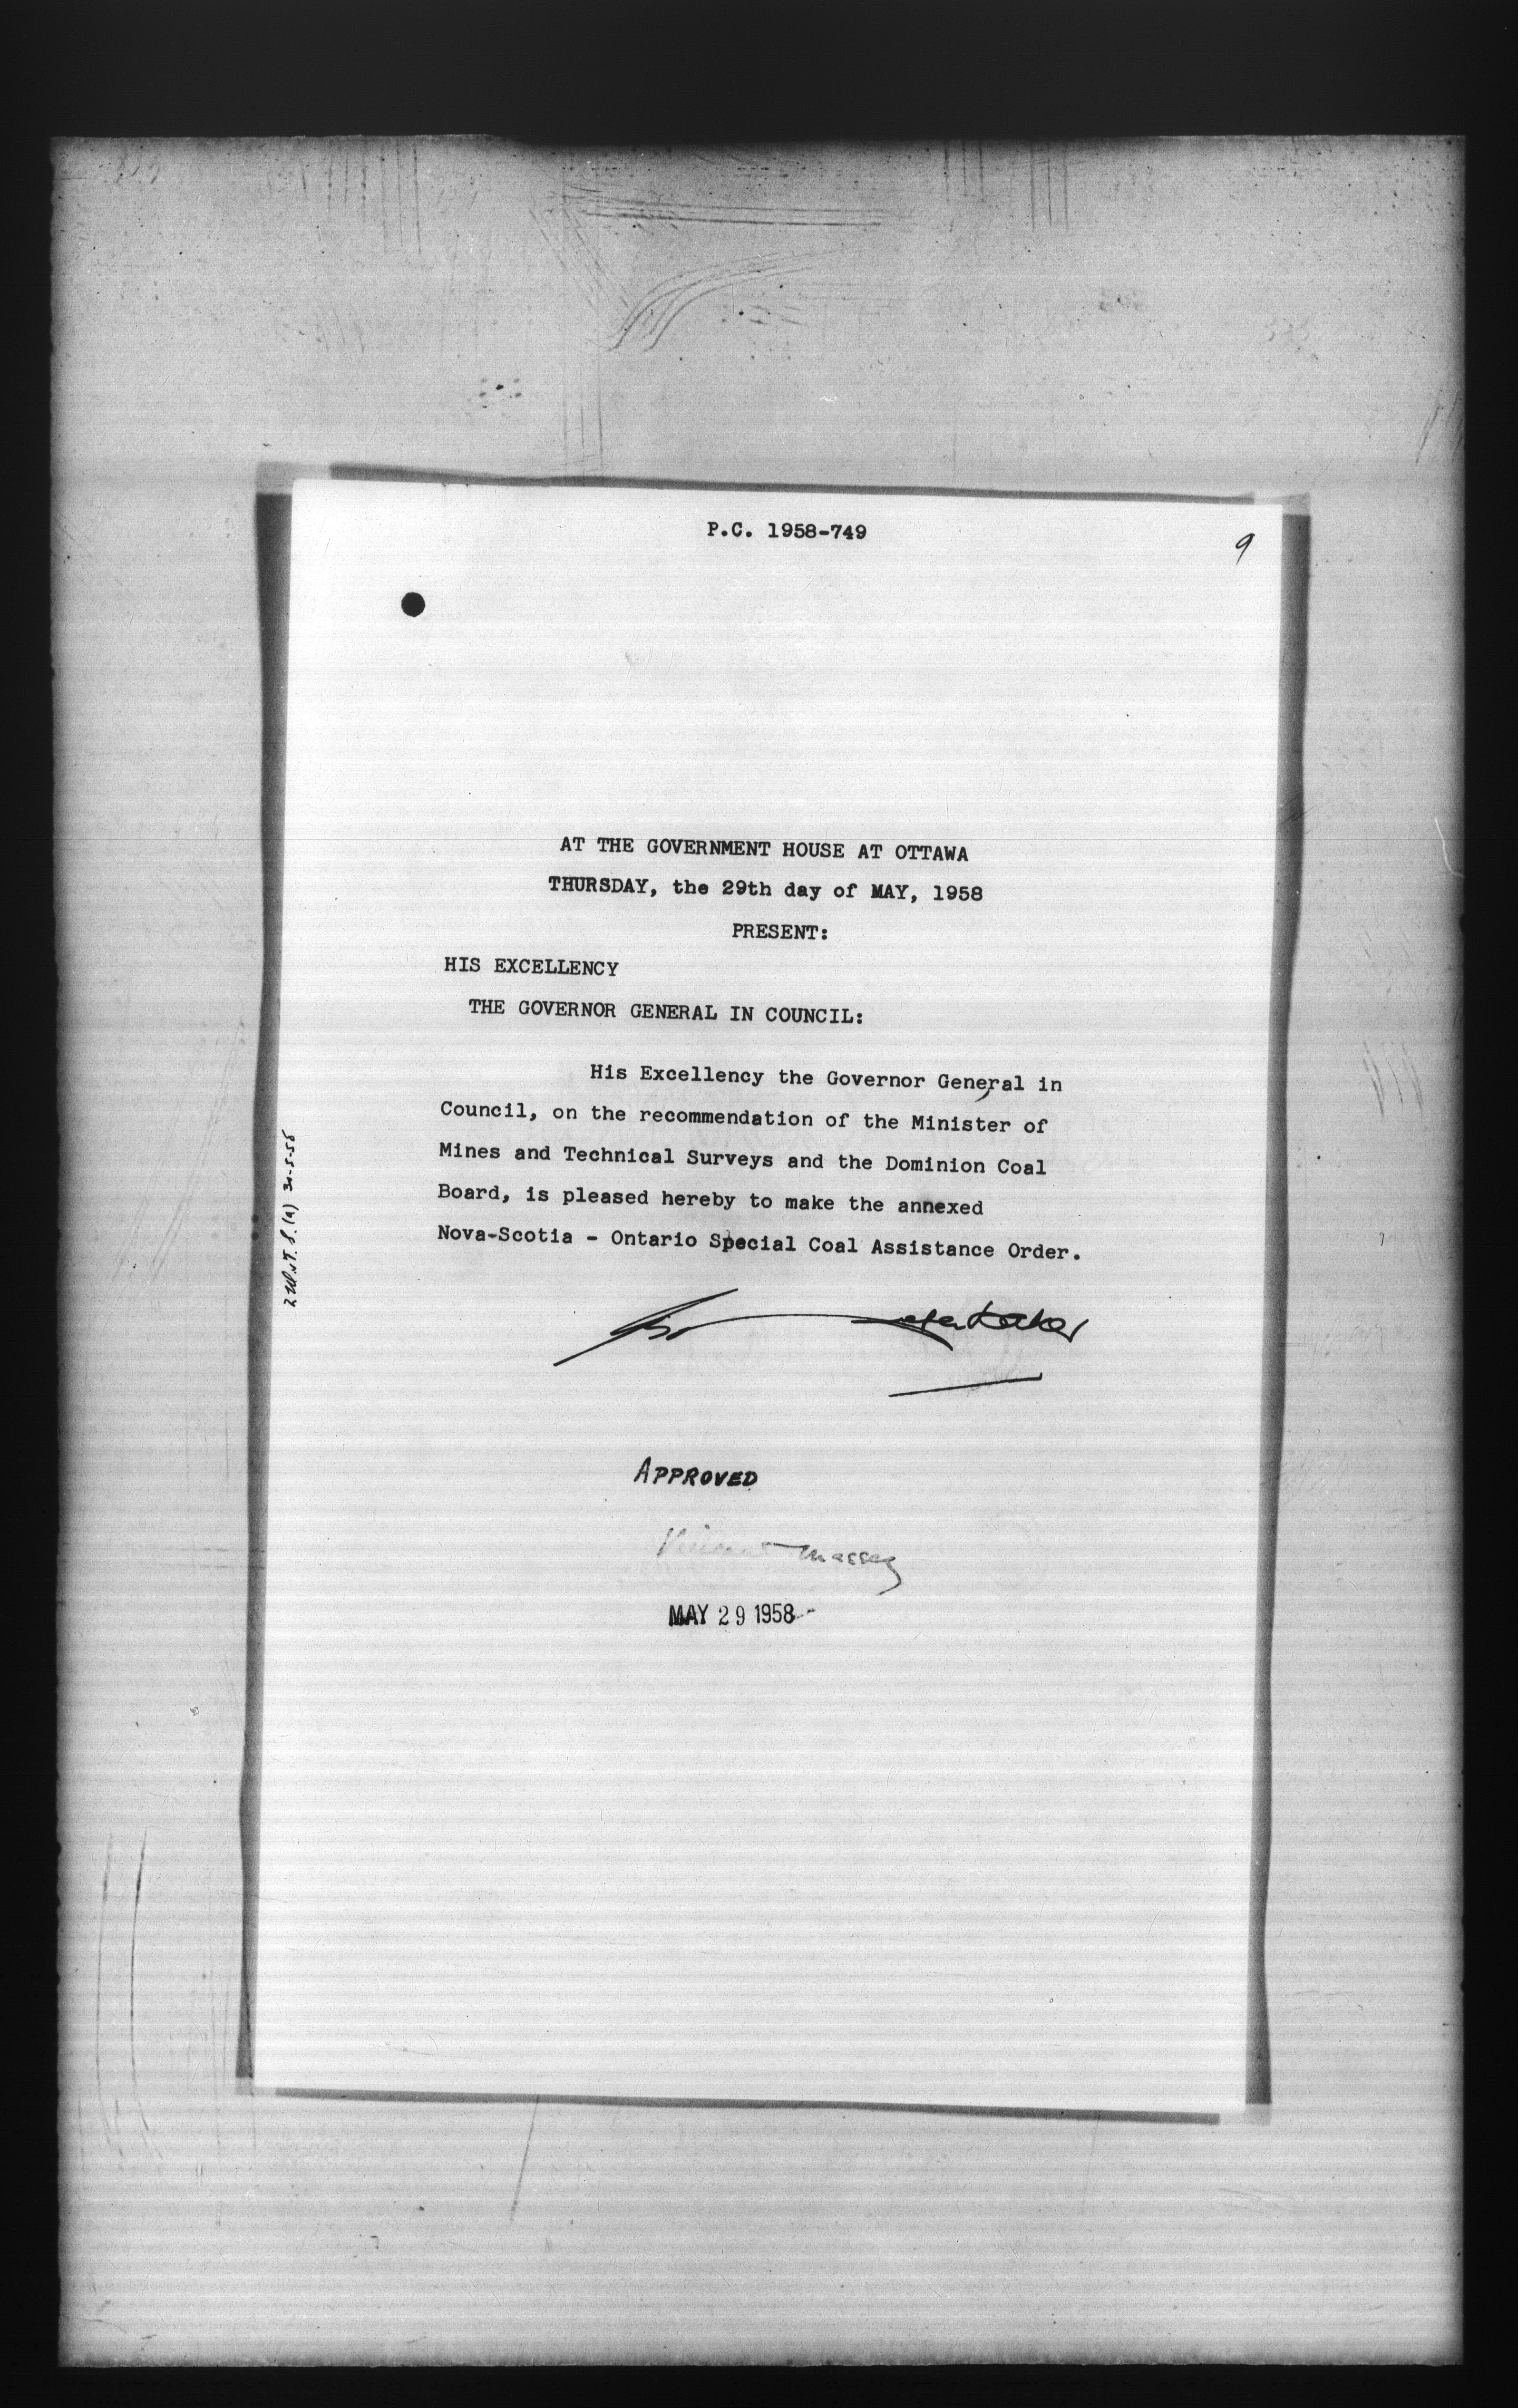 P.C. 1958-749
9
AT THE GOVERNMENT HOUSE AT OTTAWA
THURSDAY, the 29th day of MAY, 1958
PRESENT:
HIS EXCELLENCY
THE GOVERNOR GENERAL IN COUNCIL:
His Excellency the Governor General in
Council, on the recommendation of the Minister of
Mines and Technical Surveys and the Dominion Coal
Board, is pleased hereby to make the annexed
Nova-Scotia - Ontario Special Coal Assistance Order.
APPROVED
Vincent Massey
MAY 29 1958